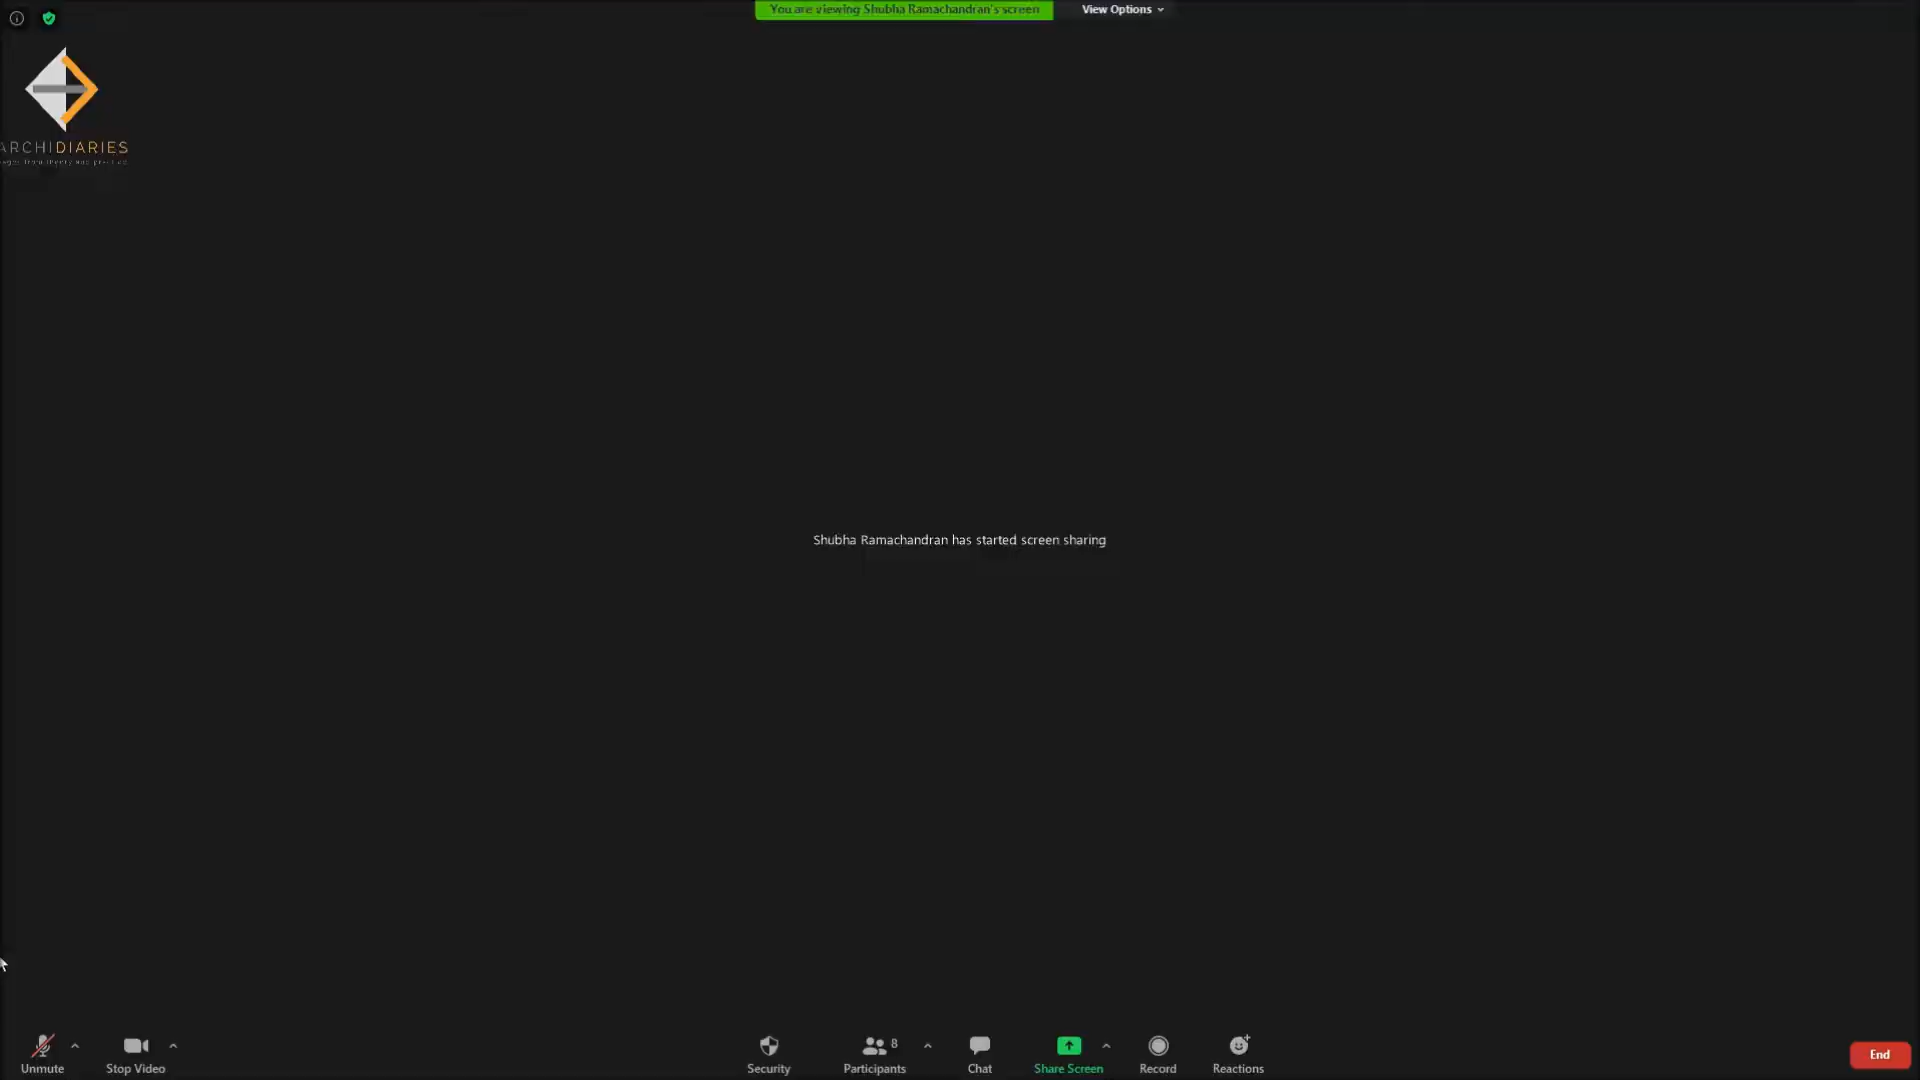 You are viewing Shubha Ramachandran's screen
View Options
ARCHIDIARIES
Shubha Ramachandran has started screen sharing
Unmute
Stop Video
Security
8
Participants
Chat
Share Screen
Record
Reactions
End